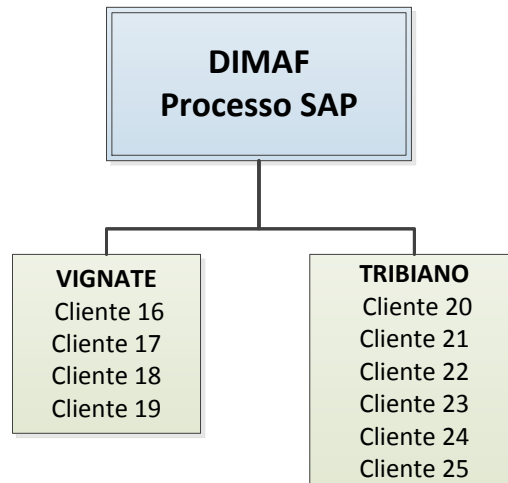 DIMAF
Processo SAP
VIGNATE
Cliente 16
Cliente 17
Cliente 18
Cliente 19
TRIBIANO
Cliente 20
Cliente 21
Cliente 22
Cliente 23
Cliente 24
Cliente 25